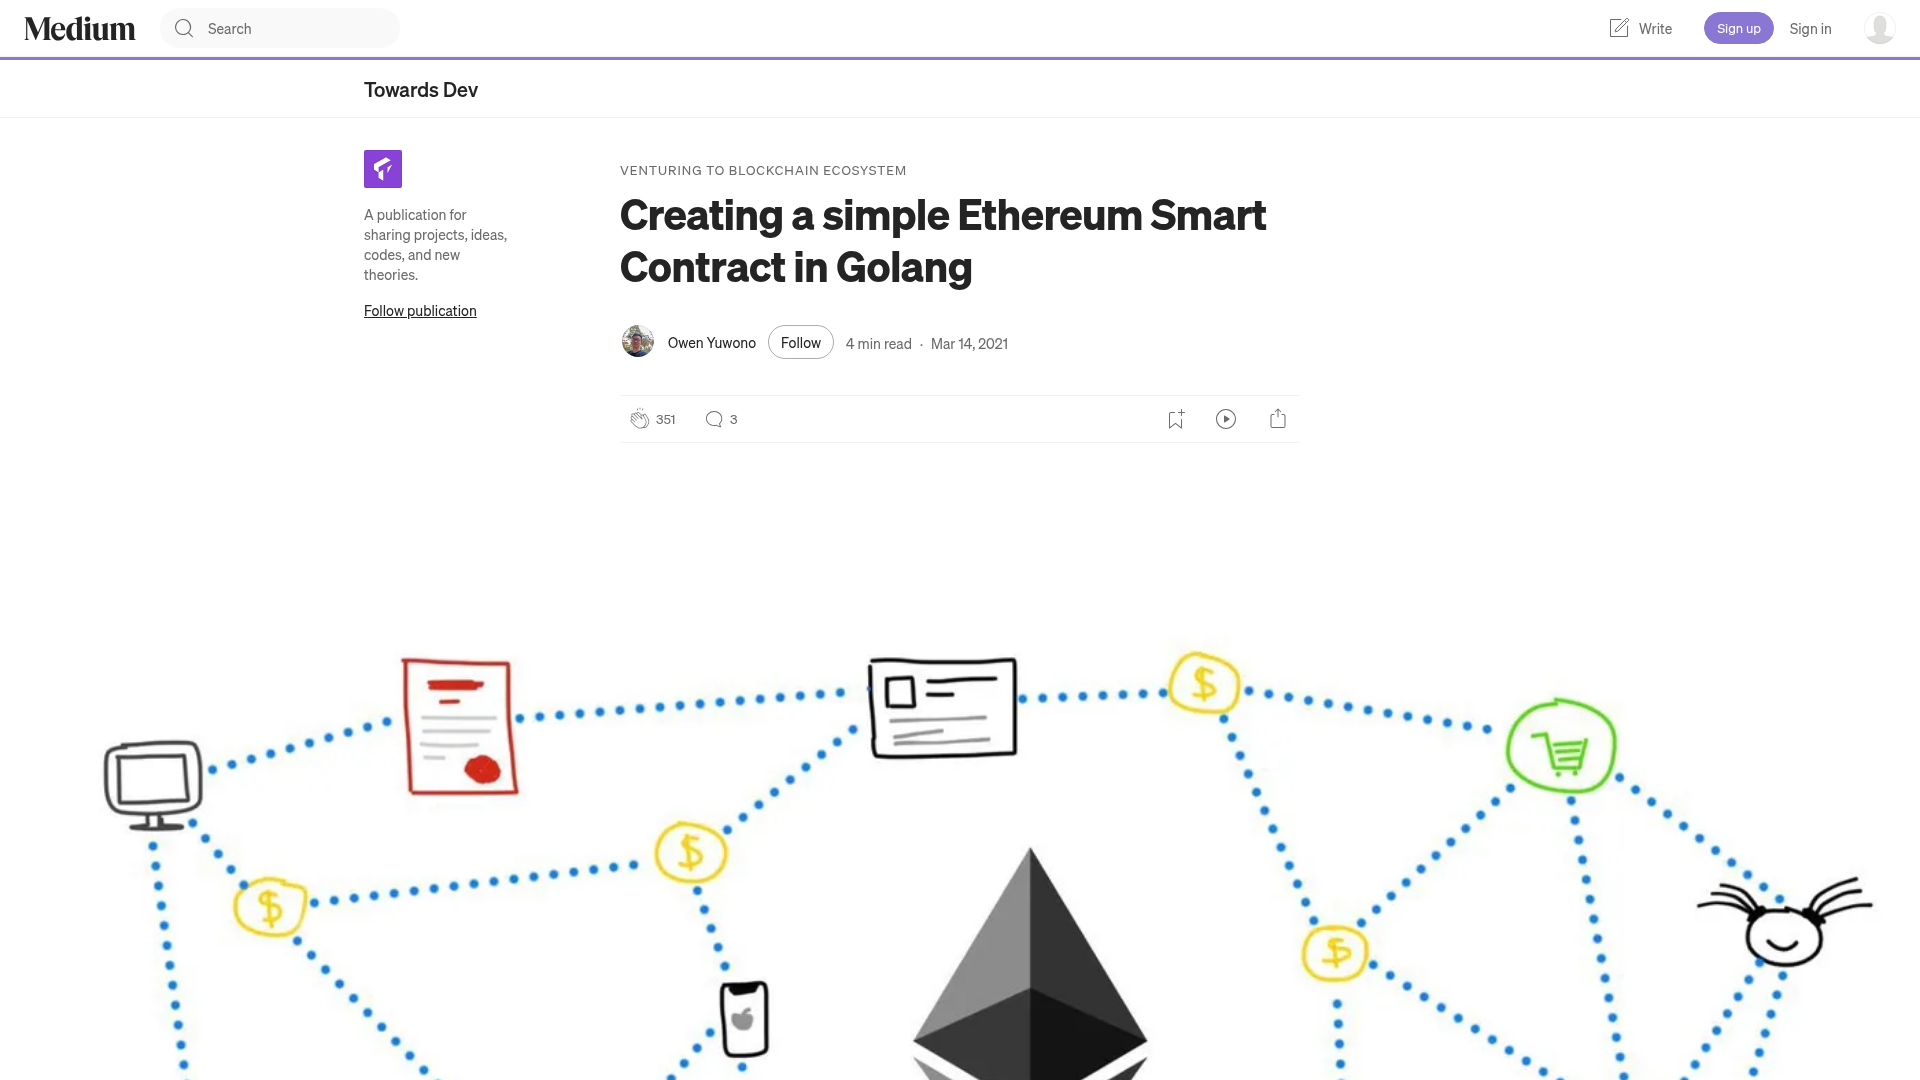 Medium
Search
Write
Sign up
Sign in
Towards Dev
A publication for
sharing projects, ideas,
codes, and new
theories.
Follow publication
VENTURING TO BLOCKCHAIN ECOSYSTEM
Creating a simple Ethereum Smart
Contract in Golang
Owen Yuwono
Follow
4 min read · Mar 14, 2021
351
3
$
$
$
$